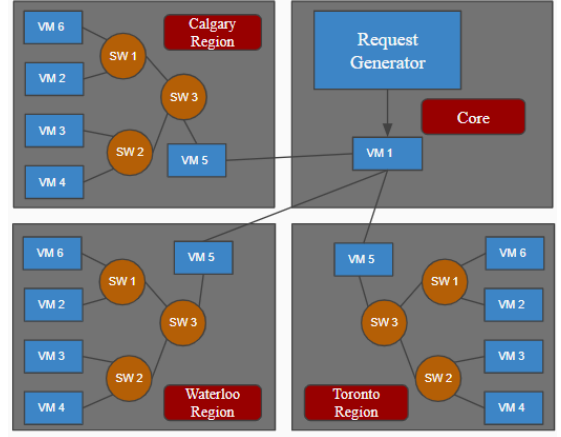 VM 6
SW 1
VM 2
SW 3
VM 3
SW 2
VM 4
VM 5
Calgary
Region
Request
Generator
Core
VM 1
VM 6
VM 5
SW 1
VM 2
SW 3
VM 3
SW 2
VM 4
Waterloo
Region
VM 5
VM 6
SW 1
VM 2
SW 3
VM 3
SW 2
VM 4
Toronto
Region